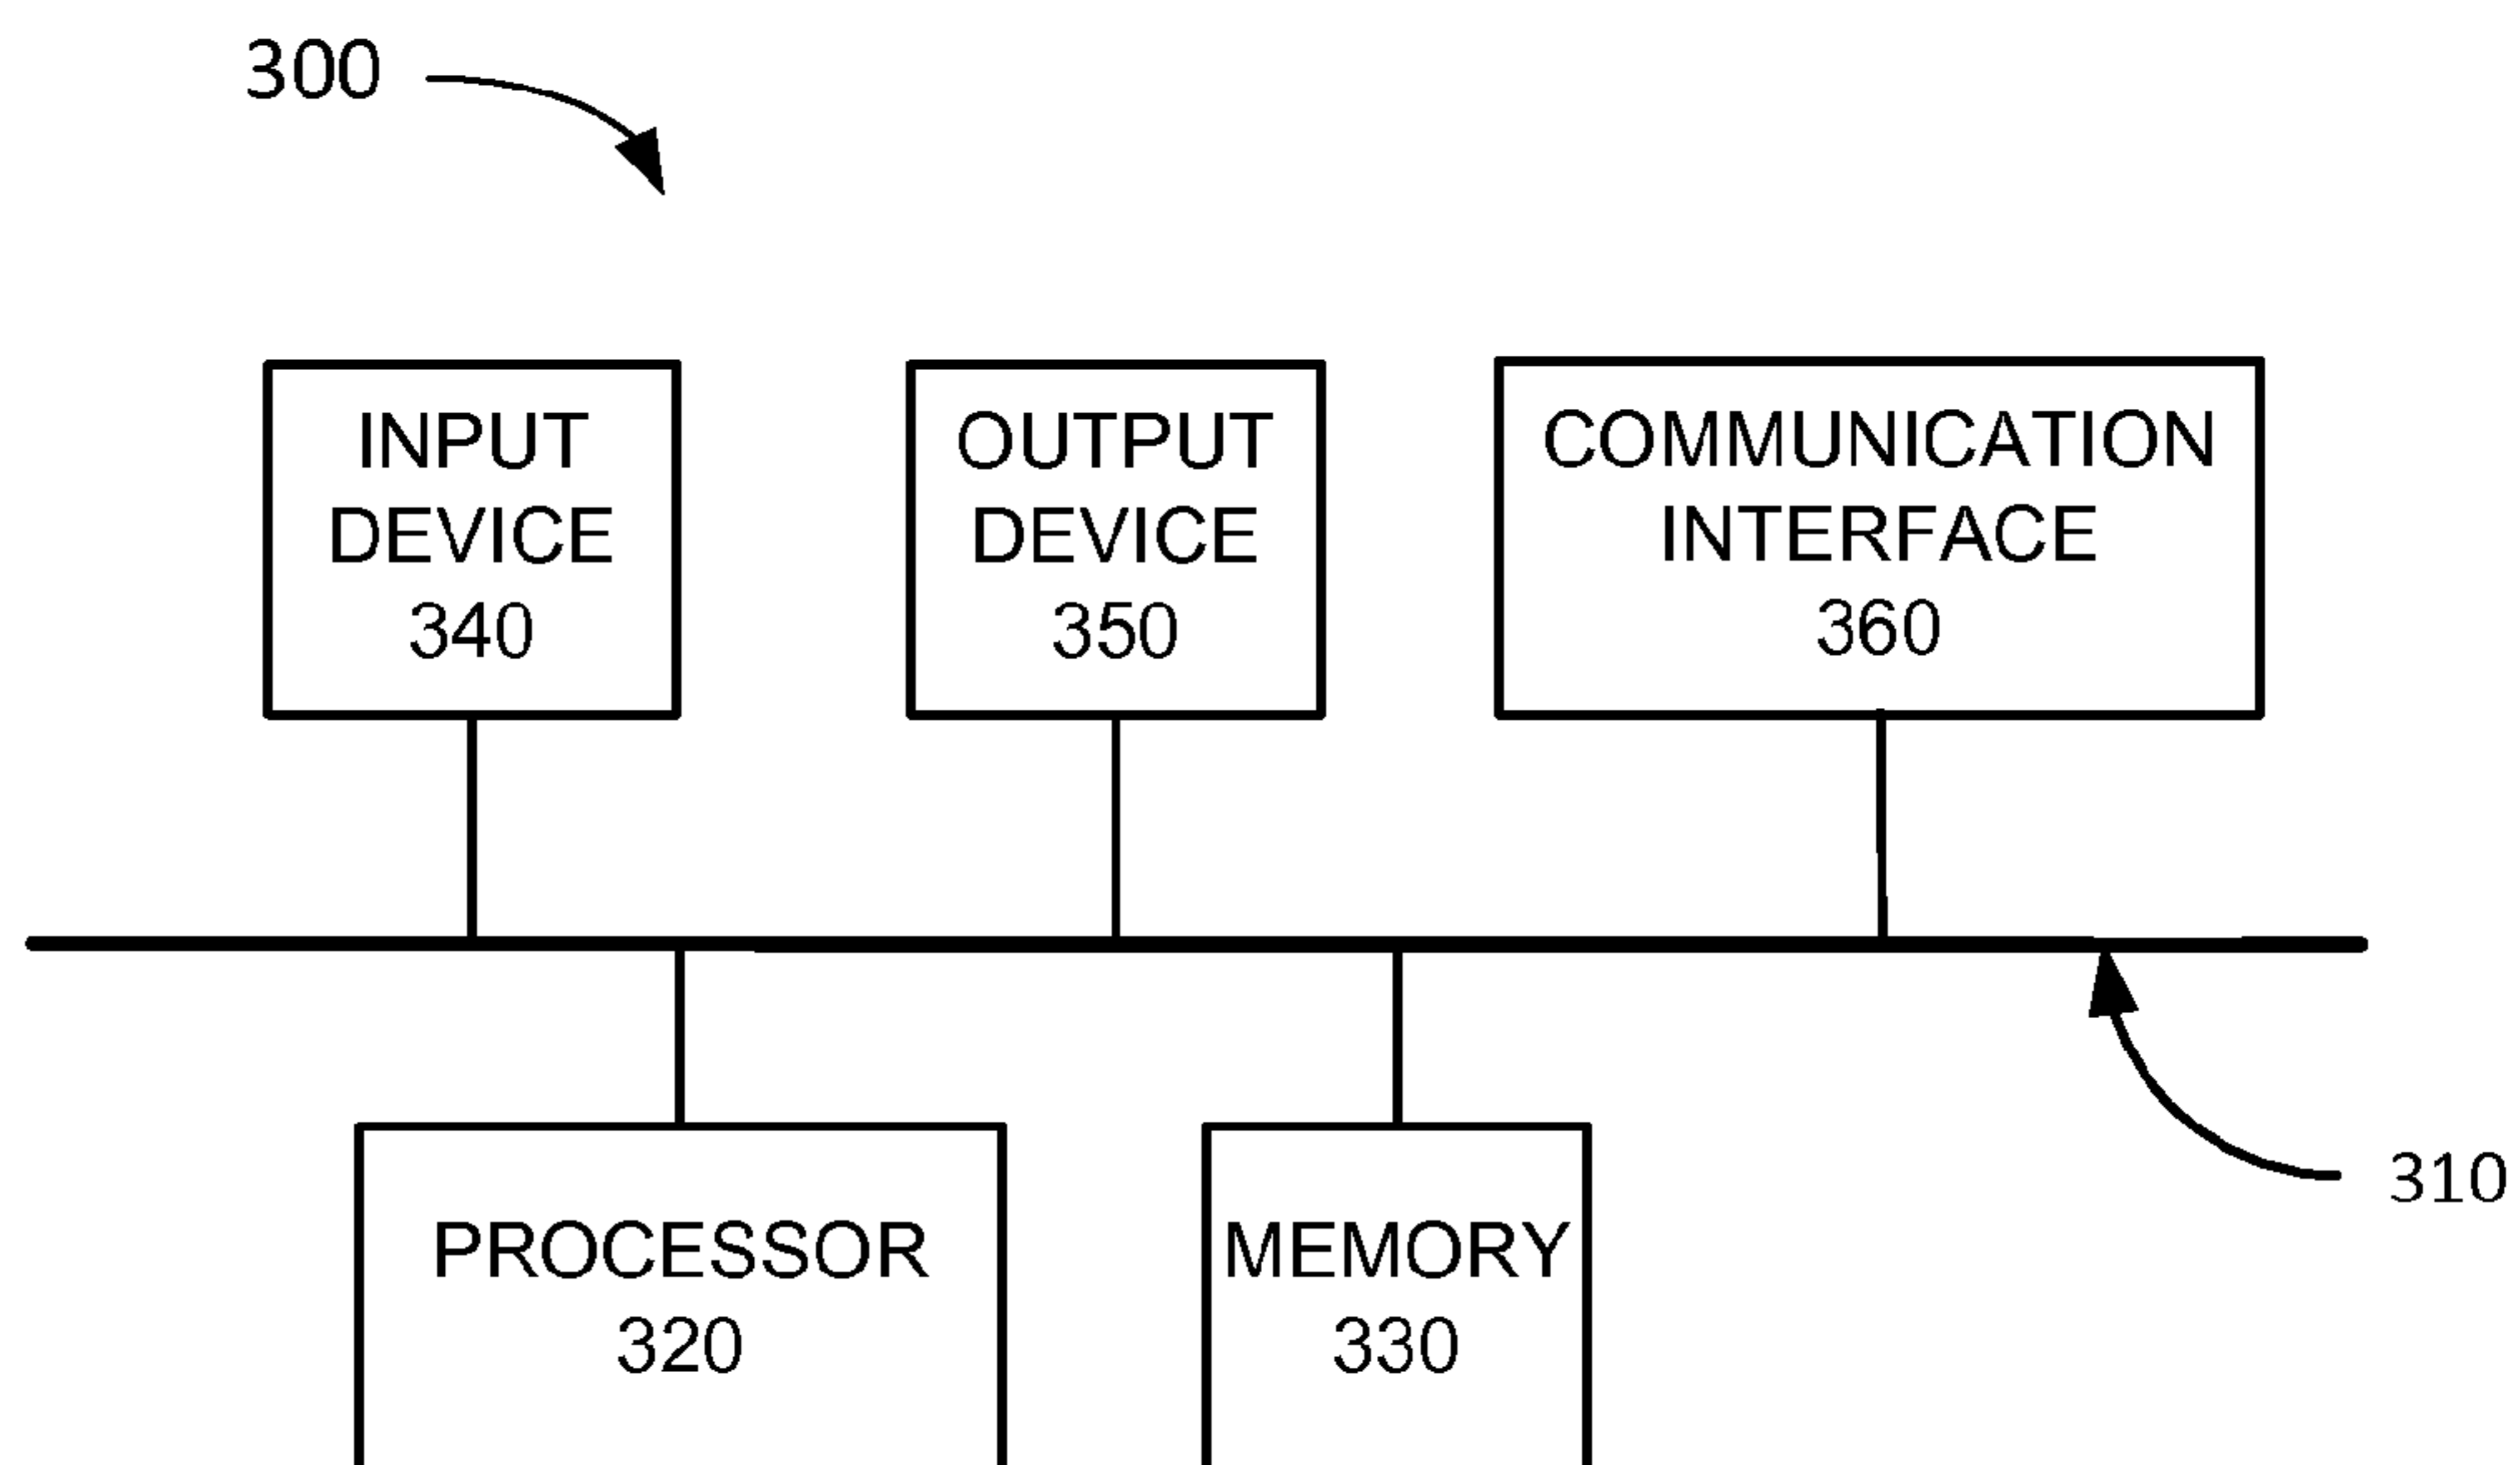 300
INPUT
DEVICE
340
OUTPUT
DEVICE
350
COMMUNICATION
INTERFACE
360
PROCESSOR
320
MEMORY
330
310